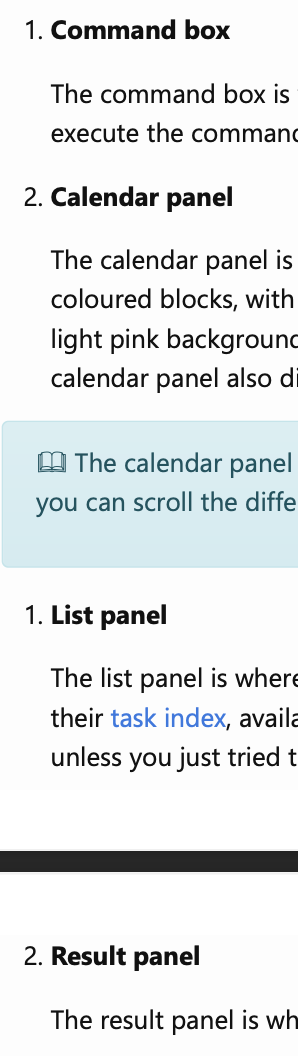 1. Command box
The command box is
execute the command
2. Calendar panel
The calendar panel is
coloured blocks, with
light pink background
calendar panel also di
The calendar panel
you can scroll the diffe
1. List panel
The list panel is where
their task index, availa
unless you just tried t
2. Result panel
The result panel is wh